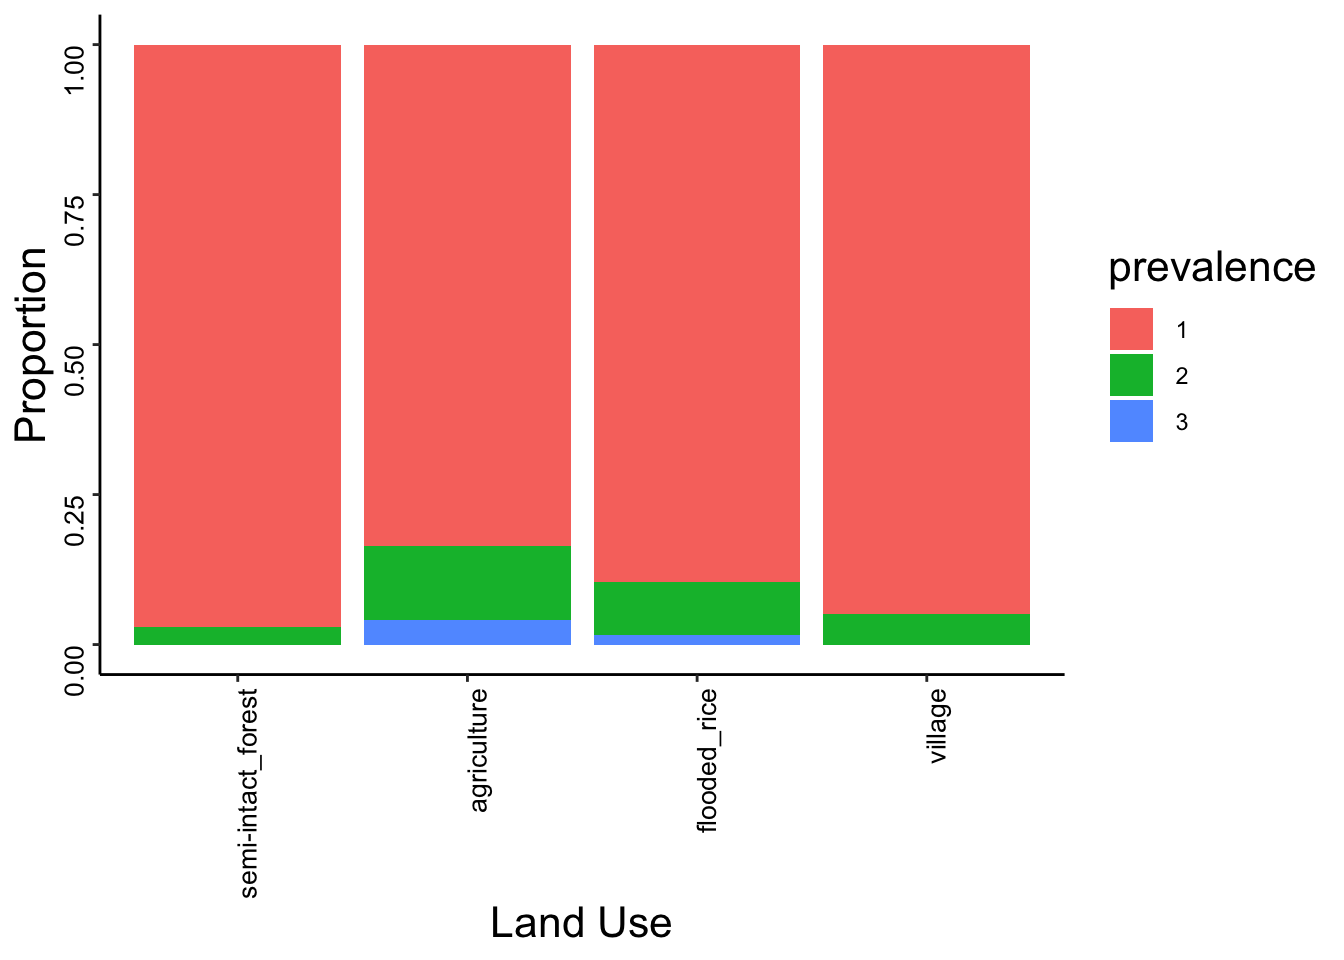 Proportion
1.00
0.75
0.50
0.25
0.00
semi-intact_forest
agriculture
flooded_rice
village
Land Use
prevalence
1
2
3